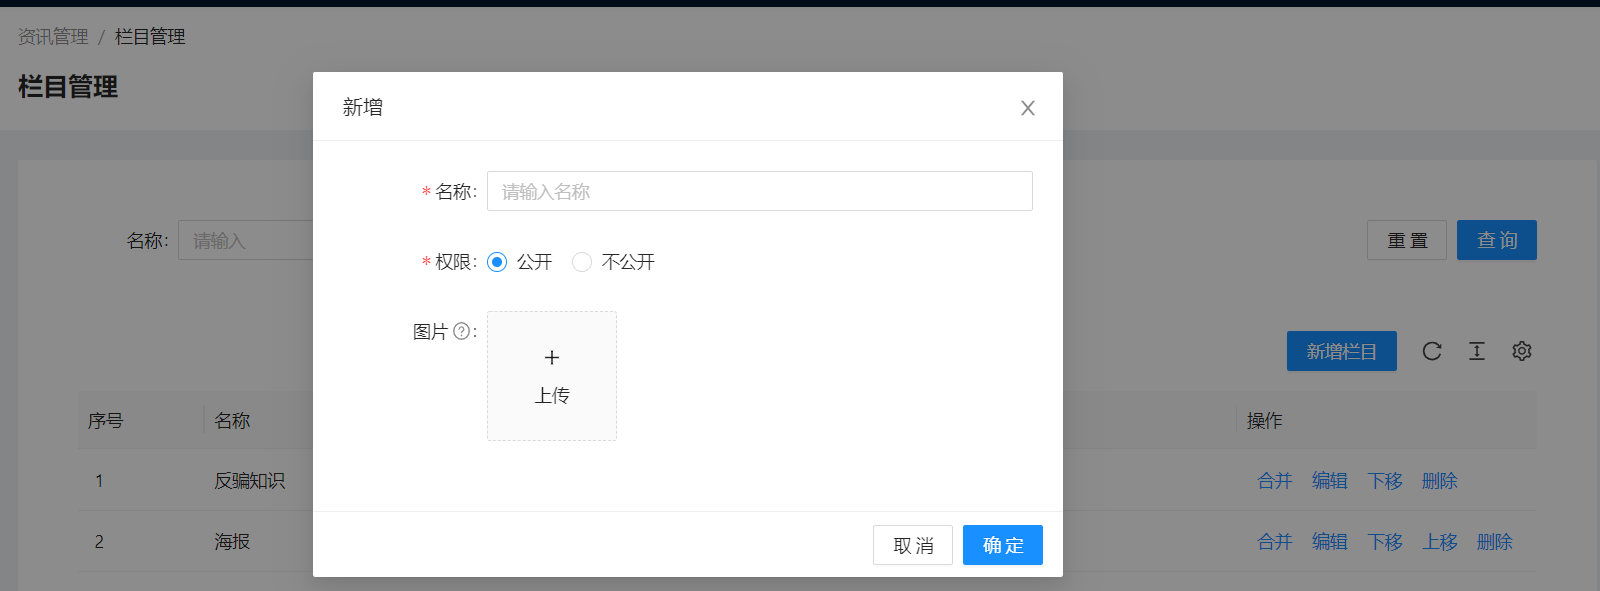 资讯管理 / 栏目管理
栏目管理
新增
* 名称: 请输入名称
名称: 请输入
重置 查询
* 权限: 公开 不公开
图片 ? :
+
上传
新增栏目
序号 名称 操作
1 反骗知识 合并 编辑 下移 删除
2 海报 合并 编辑 下移 上移 删除
取消 确定